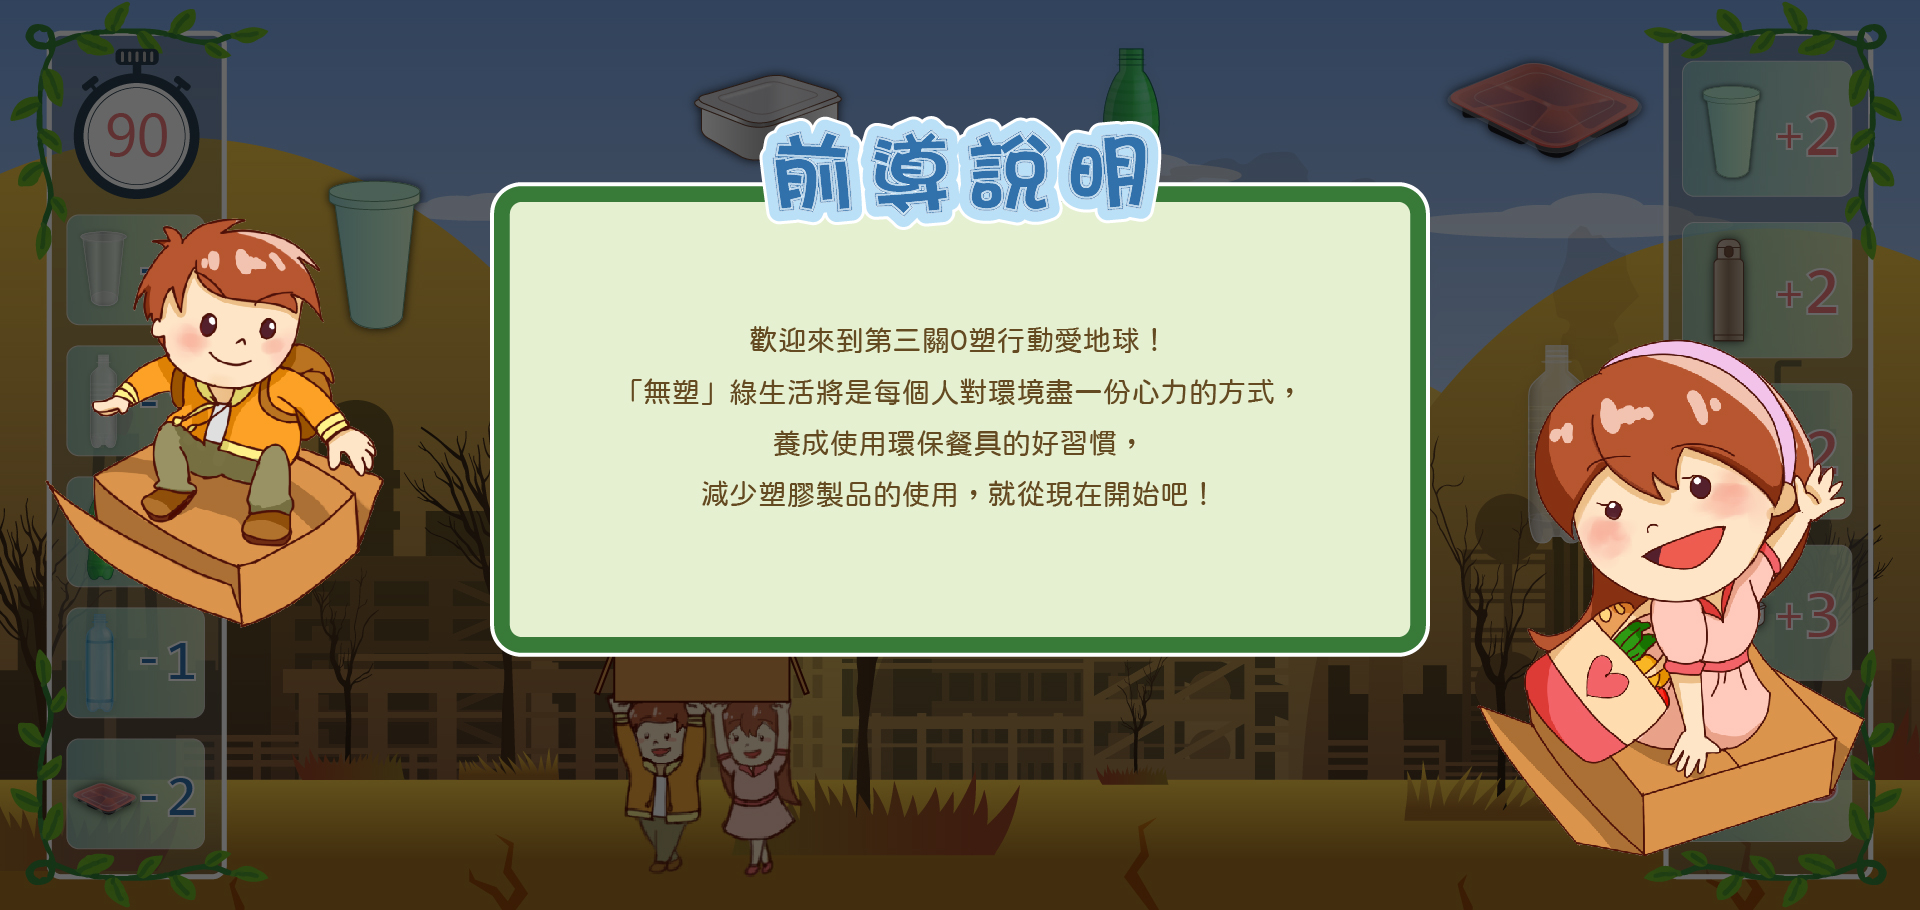 前導說明
歡迎來到第三關0塑行動愛地球！
「無塑」綠生活將是每個人對環境盡一份心力的方式，
養成使用環保餐具的好習慣，
減少塑膠製品的使用，就從現在開始吧！
90
-1
-2
+2
+2
2
+3